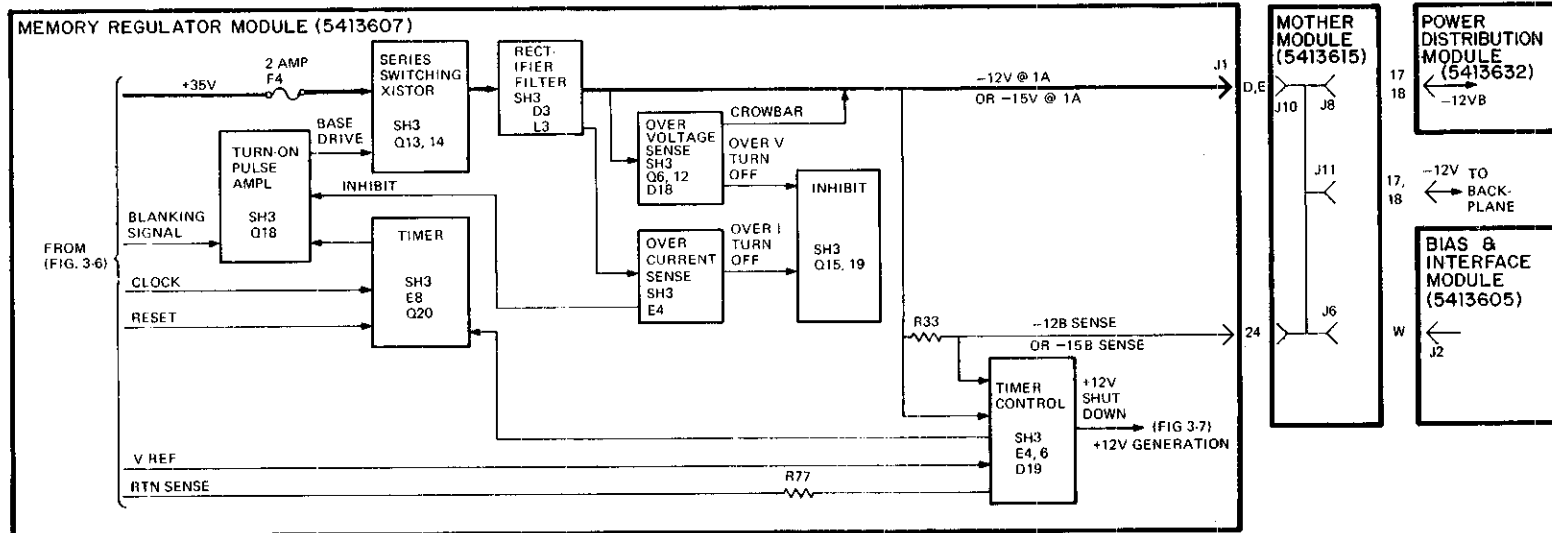 MEMORY REGULATOR MODULE (5413607)
2 AMP
F4
+35V
SERIES
SWITCHING
XISTOR
SH3
Q13, 14
RECT-
IFIER
FILTER
SH3
D3
L3
-12V @ 1A
OR -15V @ 1A
J1
BASE
DRIVE
TURN-ON
PULSE
AMPL
SH3
Q18
INHIBIT
BLANKING
SIGNAL
FROM
(FIG. 3-6)
CLOCK
RESET
TIMER
SH3
E8
Q20
OVER
VOLTAGE
SENSE
SH3
Q6, 12
D18
CROWBAR
OVER V
TURN
OFF
INHIBIT
SH3
Q15, 19
OVER
CURRENT
SENSE
SH3
E4
OVER I
TURN
OFF
R33
-12B SENSE
OR -15B SENSE
TIMER
CONTROL
SH3
E4, 6
D19
+12V
SHUT
DOWN
(FIG 3-7)
+12V GENERATION
V REF
RTN SENSE
R77
MOTHER
MODULE
(5413615)
D,E
J10
J8
17
18
J11
17,
18
24
J6
W
POWER
DISTRIBUTION
MODULE
(5413632)
-12VB
-12V
TO
BACK-
PLANE
BIAS &
INTERFACE
MODULE
(5413605)
J2